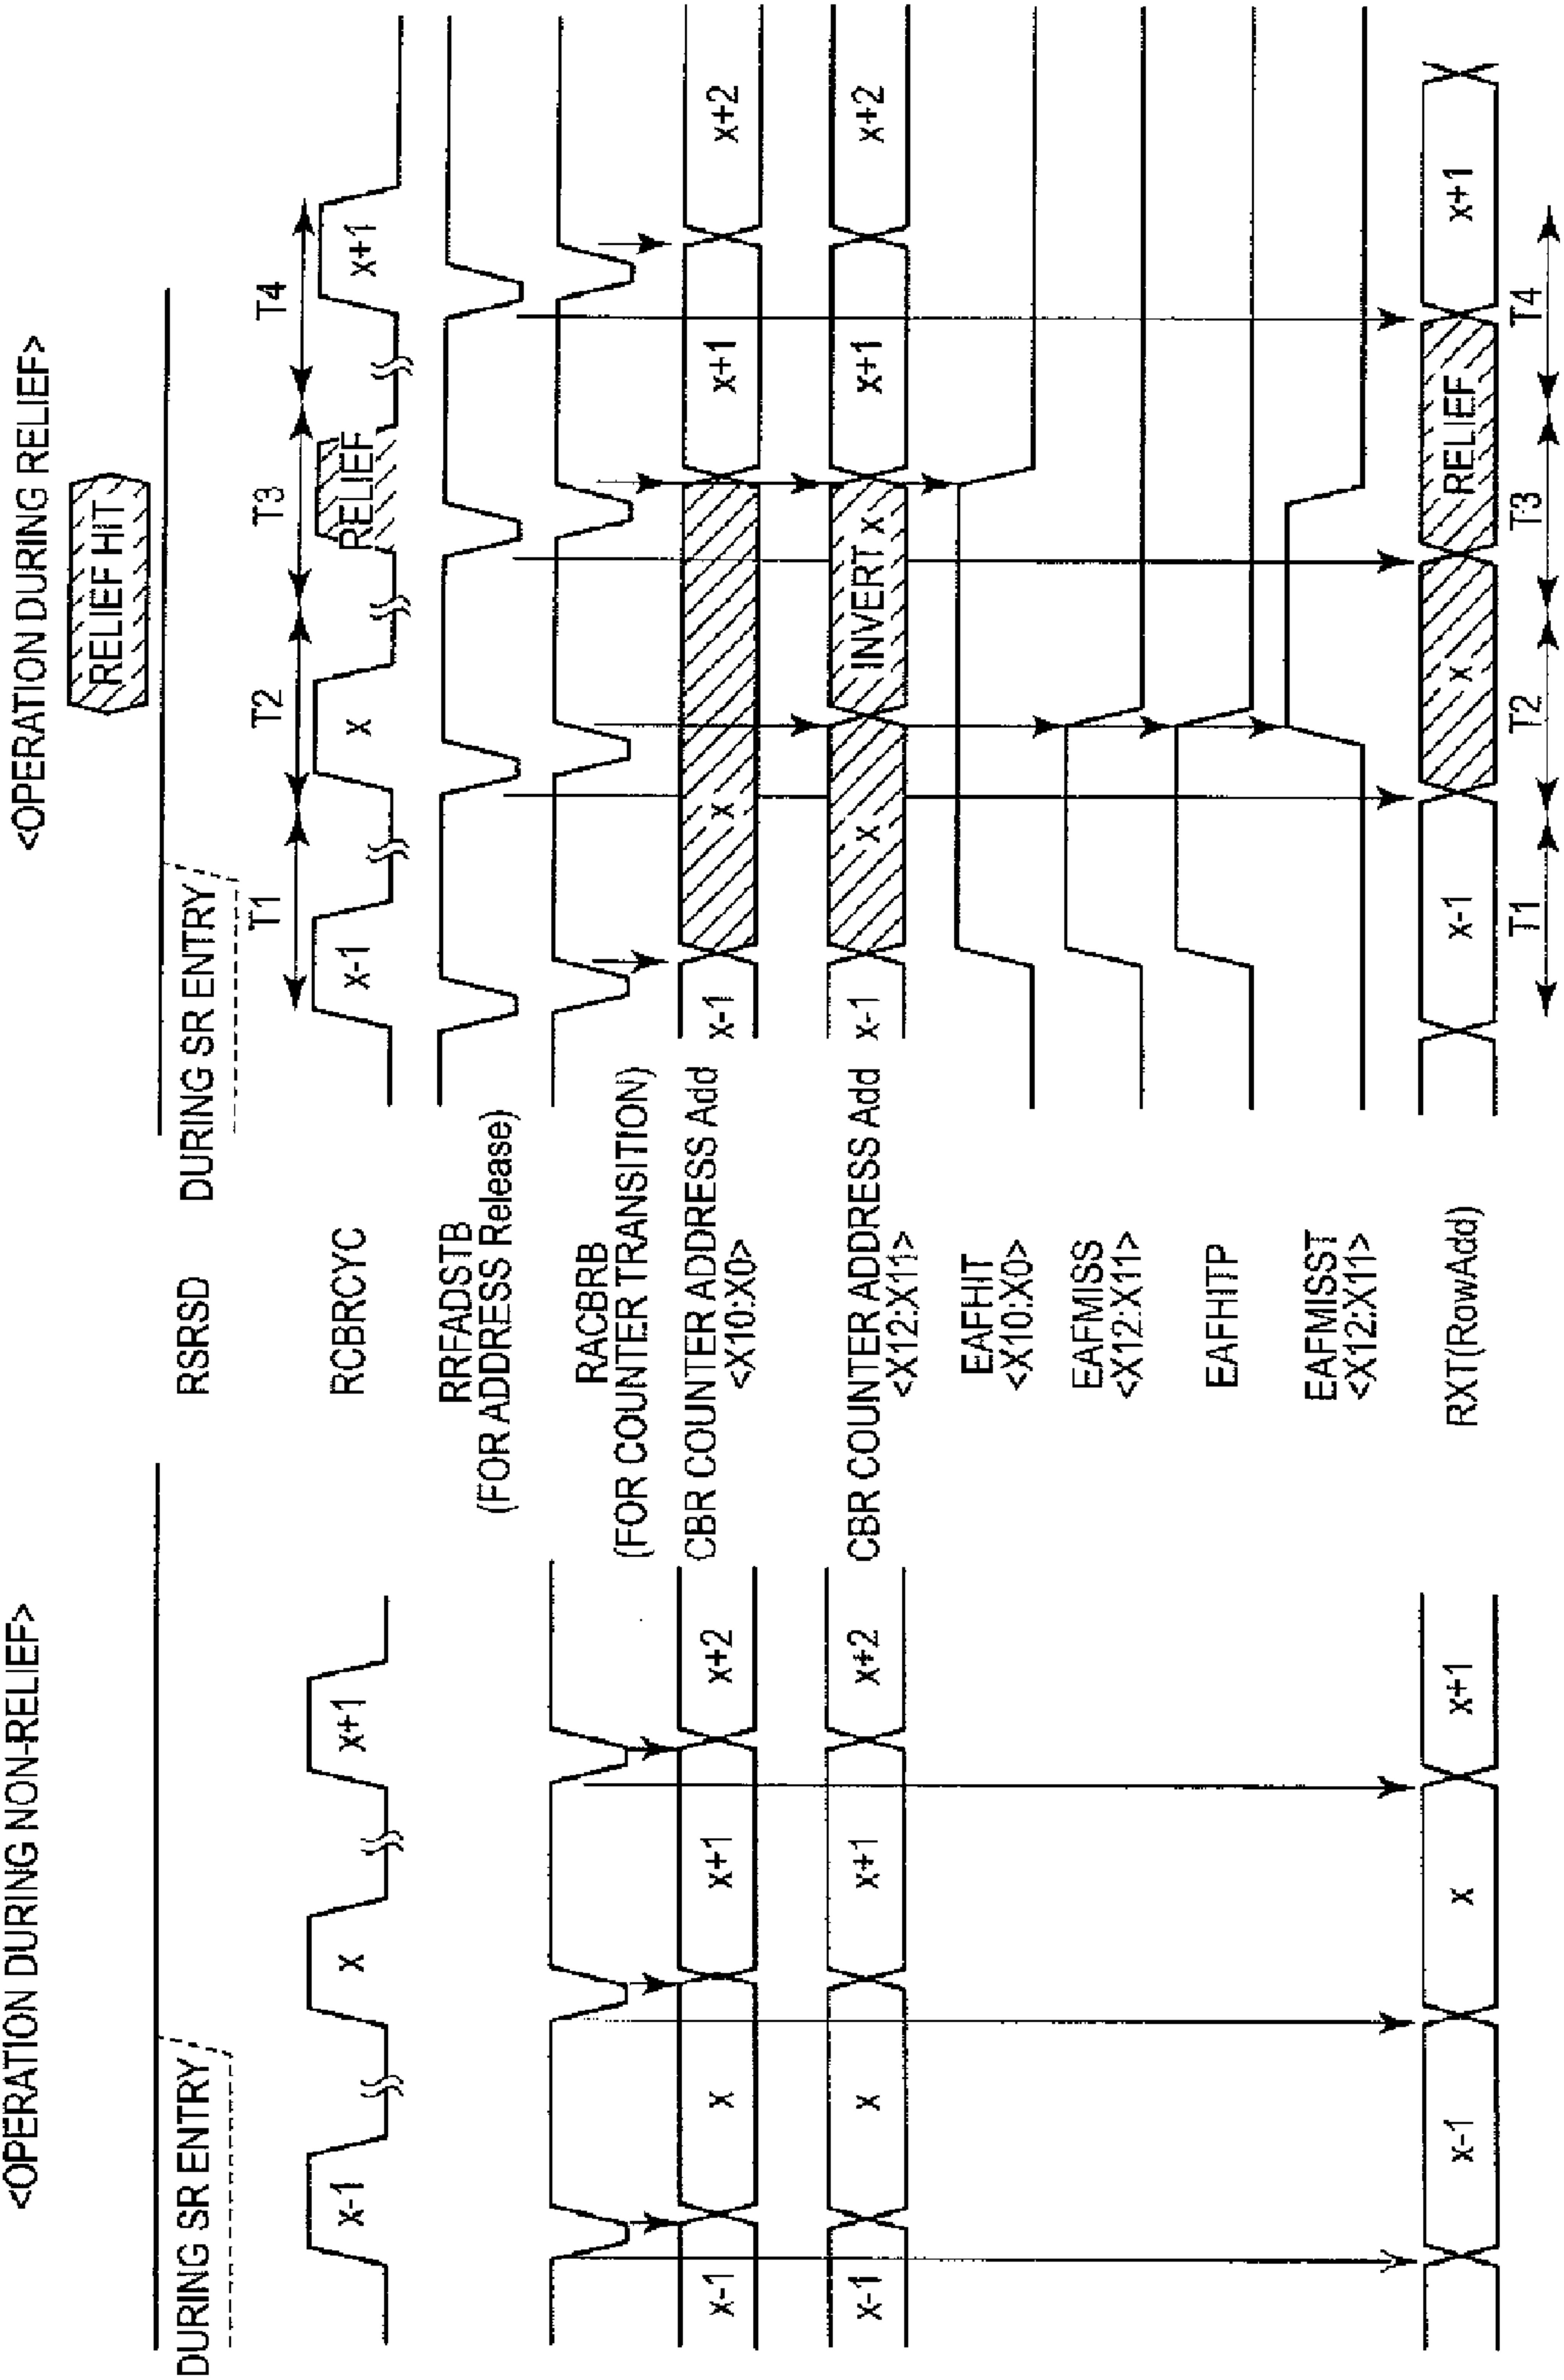 <OPERATION DURING NON-RELIEF>
DURING SR ENTRY
x-1
x
x+1
x-1
x
x+1
x+2
x-1
x
x+1
x+2
x-1
x
x+1
RSRSD
RCBRCYC
RRFADSTB
(FOR ADDRESS Release)
RACBRB
(FOR COUNTER TRANSITION)
CBR COUNTER ADDRESS Add
<X10:X0>
CBR COUNTER ADDRESS Add
<X12:X11>
EAFHIT
<X10:X0>
EAFMISS
<X12:X11>
EAFHITP
EAFMISST
<X12:X11>
RXT(RowAdd)
<OPERATION DURING RELIEF>
RELIEF HIT
DURING SR ENTRY
T1
T2
T3
T4
x-1
x
RELIEF
x+1
x-1
x
x+1
x+2
x-1
x
INVERT x
x+1
x+2
x-1
x
RELIEF
x+1
T1
T2
T3
T4